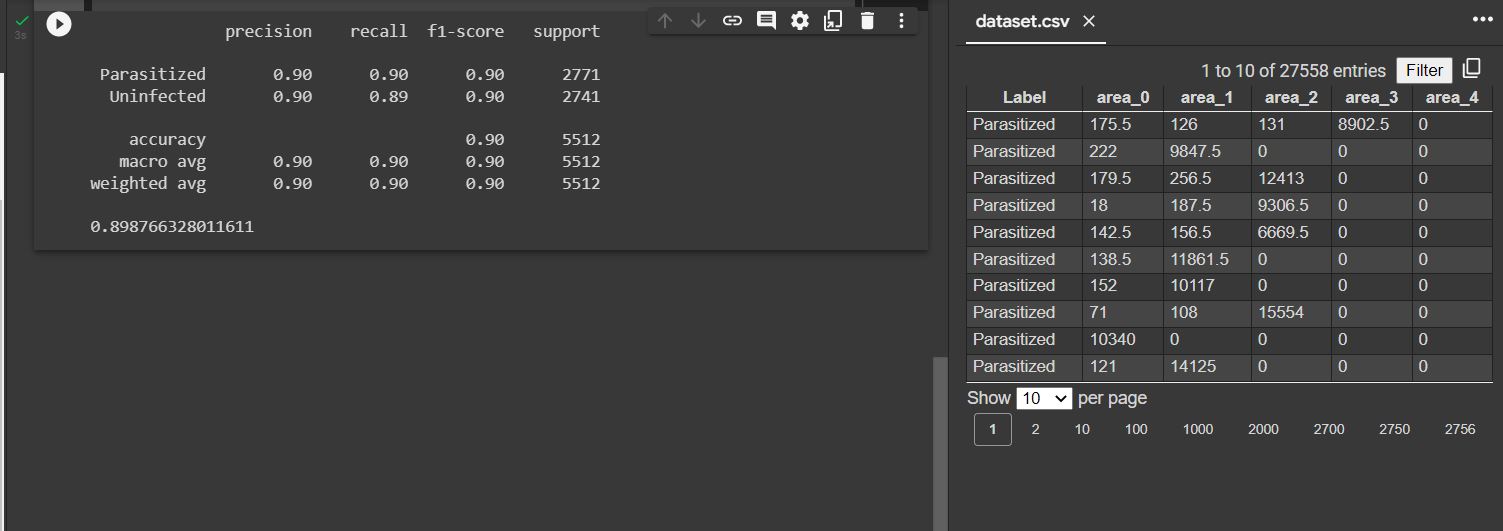 3s
precision recall f1-score support
Parasitized 0.90 0.90 0.90 2771
Uninfected 0.90 0.89 0.90 2741
accuracy 0.90 5512
macro avg 0.90 0.90 0.90 5512
weighted avg 0.90 0.90 0.90 5512
0.898766328011611
dataset.csv
1 to 10 of 27558 entries Filter
Label area_0 area_1 area_2 area_3 area_4
Parasitized 175.5 126 131 8902.5 0
Parasitized 222 9847.5 0 0 0
Parasitized 179.5 256.5 12413 0 0
Parasitized 18 187.5 9306.5 0 0
Parasitized 142.5 156.5 6669.5 0 0
Parasitized 138.5 11861.5 0 0 0
Parasitized 152 10117 0 0 0
Parasitized 71 108 15554 0 0
Parasitized 10340 0 0 0 0
Parasitized 121 14125 0 0 0
Show 10 per page
1 2 10 100 1000 2000 2700 2750 2756